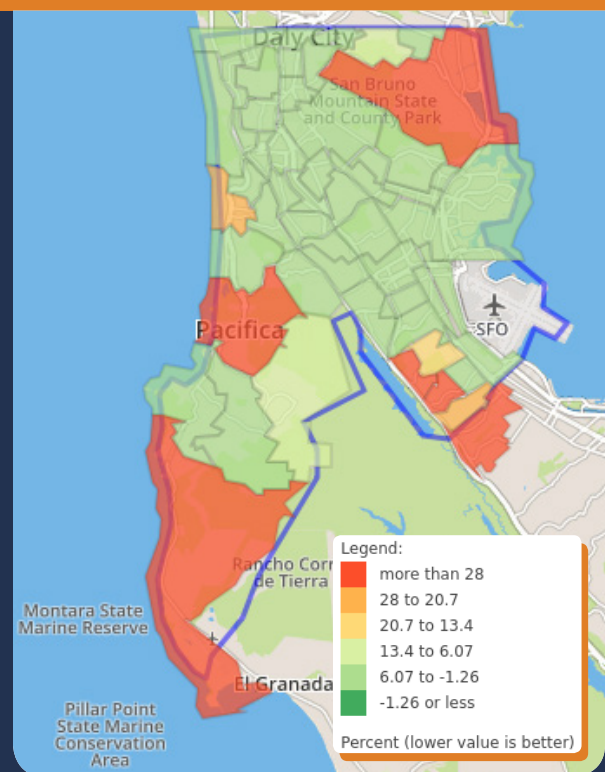 Daly City
San Bruno
Mountain State
and County Park
SFO
Pacifica
Rancho Corr
de Tierra
Montara State
Marine Reserve
El Granada
Pillar Point
State Marine
Conservation
Area
Legend:
more than 28
28 to 20.7
20.7 to 13.4
13.4 to 6.07
6.07 to -1.26
-1.26 or less
Percent (lower value is better)